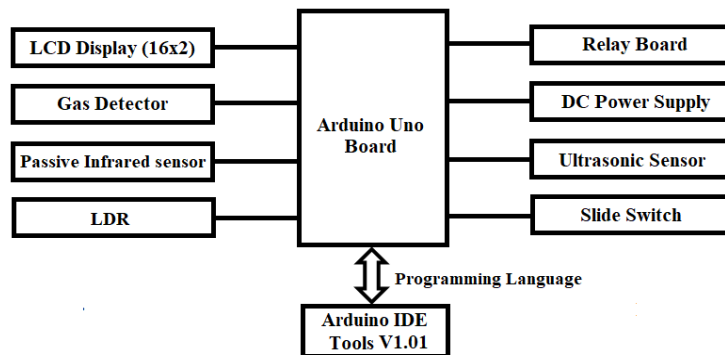 LCD Display (16x2)
Gas Detector
Passive Infrared sensor
LDR
Arduino Uno
Board
Relay Board
DC Power Supply
Ultrasonic Sensor
Slide Switch
Programming Language
Arduino IDE
Tools V1.01